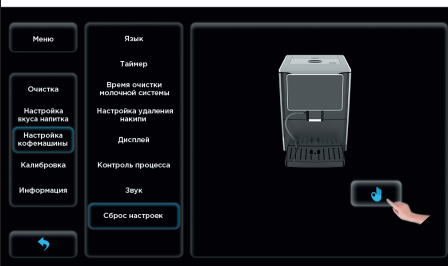 Меню
Очистка
Настройка
вкуса напитка
Настройка
кофемашины
Калибровка
Информация
Язык
Таймер
Время очистки
молочной системы
Настройка удаления
накипи
Дисплей
Контроль процесса
Звук
Сброс настроек